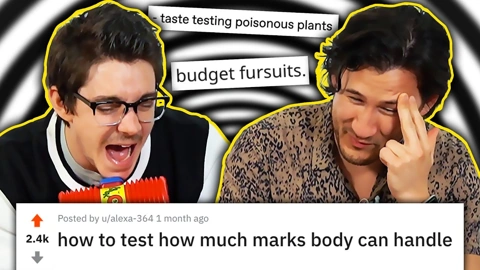 - taste testing poisonous plants
budget fursuits.
Posted by u/alexa-364 1 month ago
2.4k
how to test how much marks body can handle